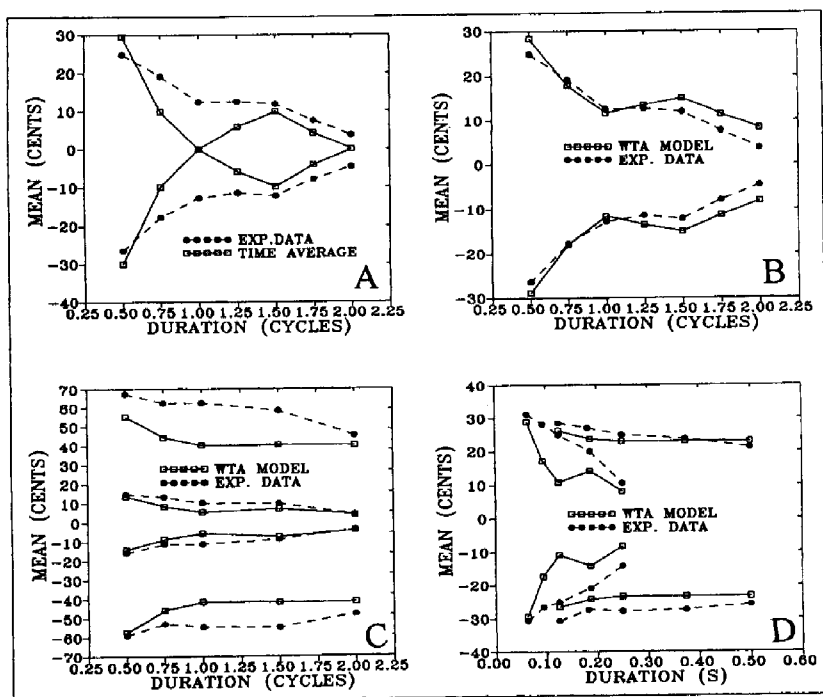 30
20
10
0
-10
-20
-30
-40
MEAN (CENTS)
EXP.DATA
TIME AVERAGE
A
0.25 0.50 0.75 1.00 1.25 1.50 1.75 2.00 2.25
DURATION (CYCLES)
30
20
10
0
-10
-20
-30
MEAN (CENTS)
WTA MODEL
EXP. DATA
B
0.25 0.50 0.75 1.00 1.25 1.50 1.75 2.00 2.25
DURATION (CYCLES)
70
60
50
40
30
20
10
0
-10
-20
-30
-40
-50
-60
-70
MEAN (CENTS)
WTA MODEL
EXP. DATA
C
0.25 0.50 0.75 1.00 1.25 1.50 1.75 2.00 2.25
DURATION (CYCLES)
40
30
20
10
0
-10
-20
-30
-40
MEAN (CENTS)
WTA MODEL
EXP. DATA
D
0.00 0.10 0.20 0.30 0.40 0.50 0.60
DURATION (S)